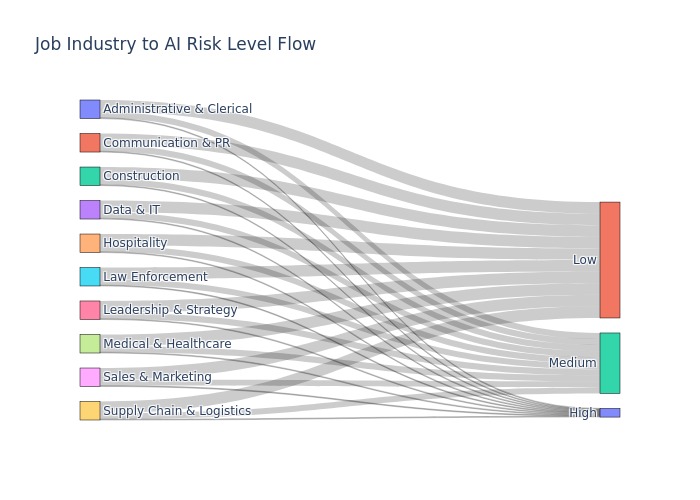 Job Industry to AI Risk Level Flow
Administrative & Clerical
Communication & PR
Construction
Data & IT
Hospitality
Law Enforcement
Leadership & Strategy
Medical & Healthcare
Sales & Marketing
Supply Chain & Logistics
Low
Medium
High